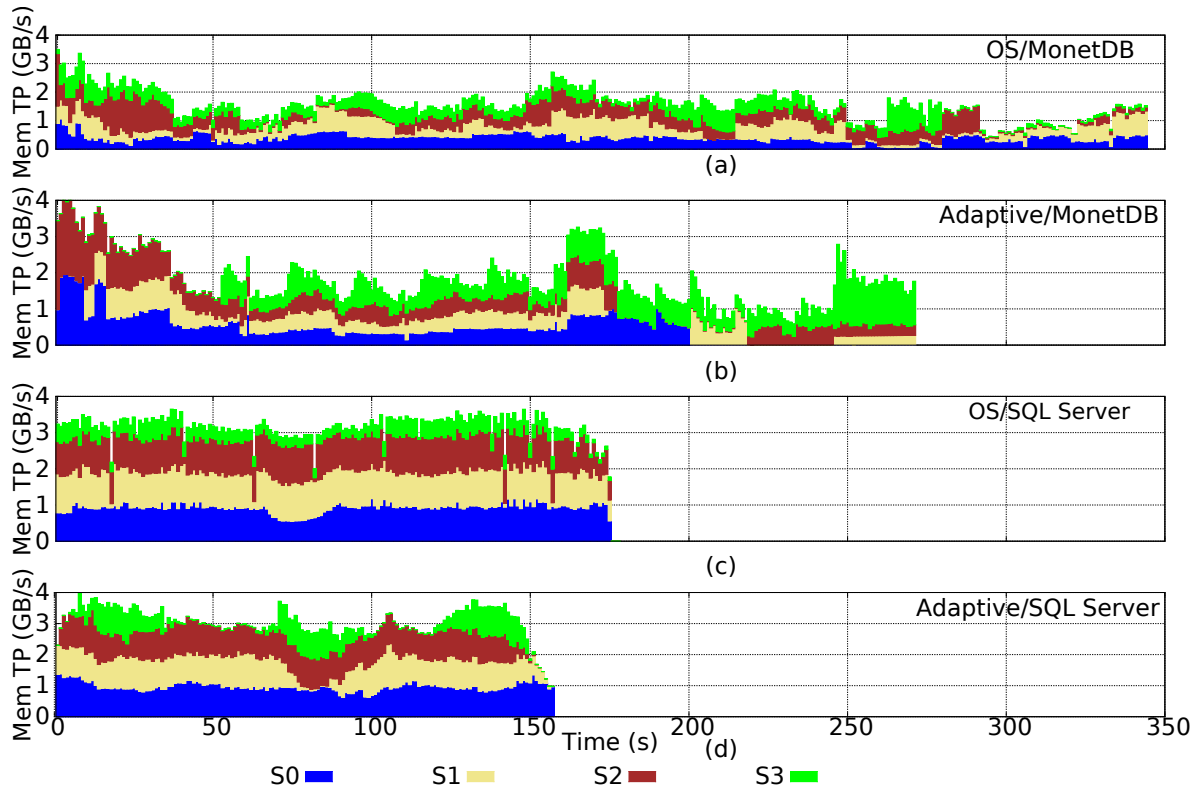 OS/MonetDB
Mem TP (GB/s)
4
3
2
1
0
(a)
Adaptive/MonetDB
Mem TP (GB/s)
4
3
2
1
0
(b)
OS/SQL Server
Mem TP (GB/s)
4
3
2
1
0
(c)
Adaptive/SQL Server
Mem TP (GB/s)
4
3
2
1
0
0 50 100 150 200 250 300 350
Time (s)
(d)
S0 S1 S2 S3